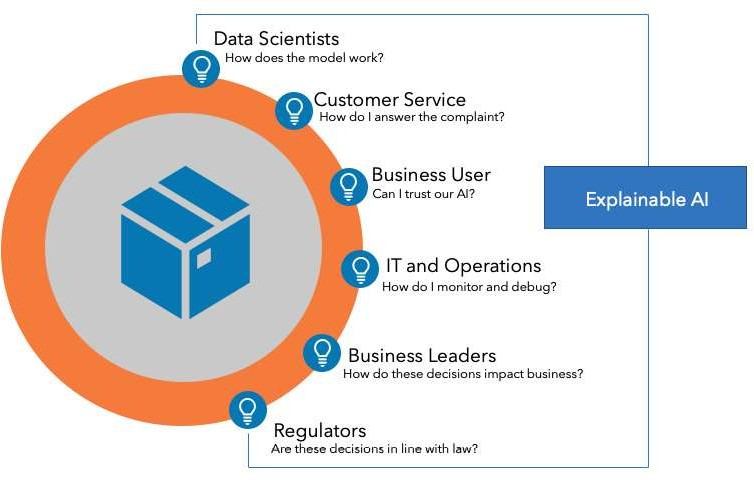 Data Scientists
How does the model work?
Customer Service
How do I answer the complaint?
Business User
Can I trust our AI?
Explainable AI
IT and Operations
How do I monitor and debug?
Business Leaders
How do these decisions impact business?
Regulators
Are these decisions in line with law?